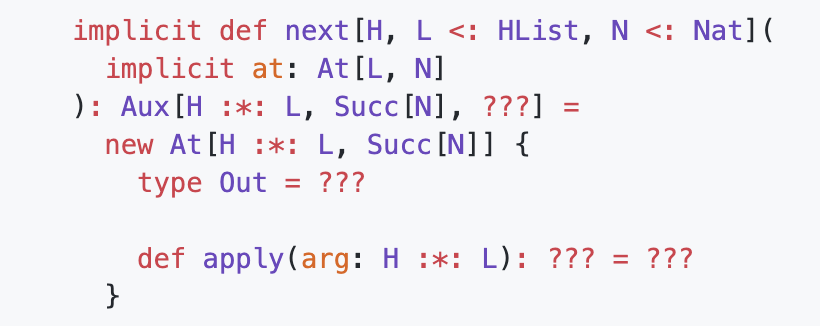 implicit def next[H, L <: HList, N <: Nat](
  implicit at: At[L, N]
): Aux[H :*: L, Succ[N], ???] =
  new At[H :*: L, Succ[N]] {
    type Out = ???

    def apply(arg: H :*: L): ??? = ???
  }